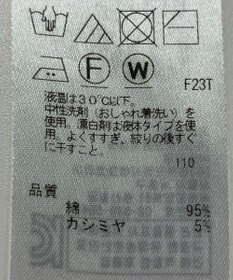 F
W
F23T
液温は30℃以下。
中性洗剤（おしゃれ着洗い）を
使用。漂白剤は液体タイプを使
用。よくすすぎ、絞りの後すぐ
に干すこと。
110
品質
綿 95%
カシミヤ 5%